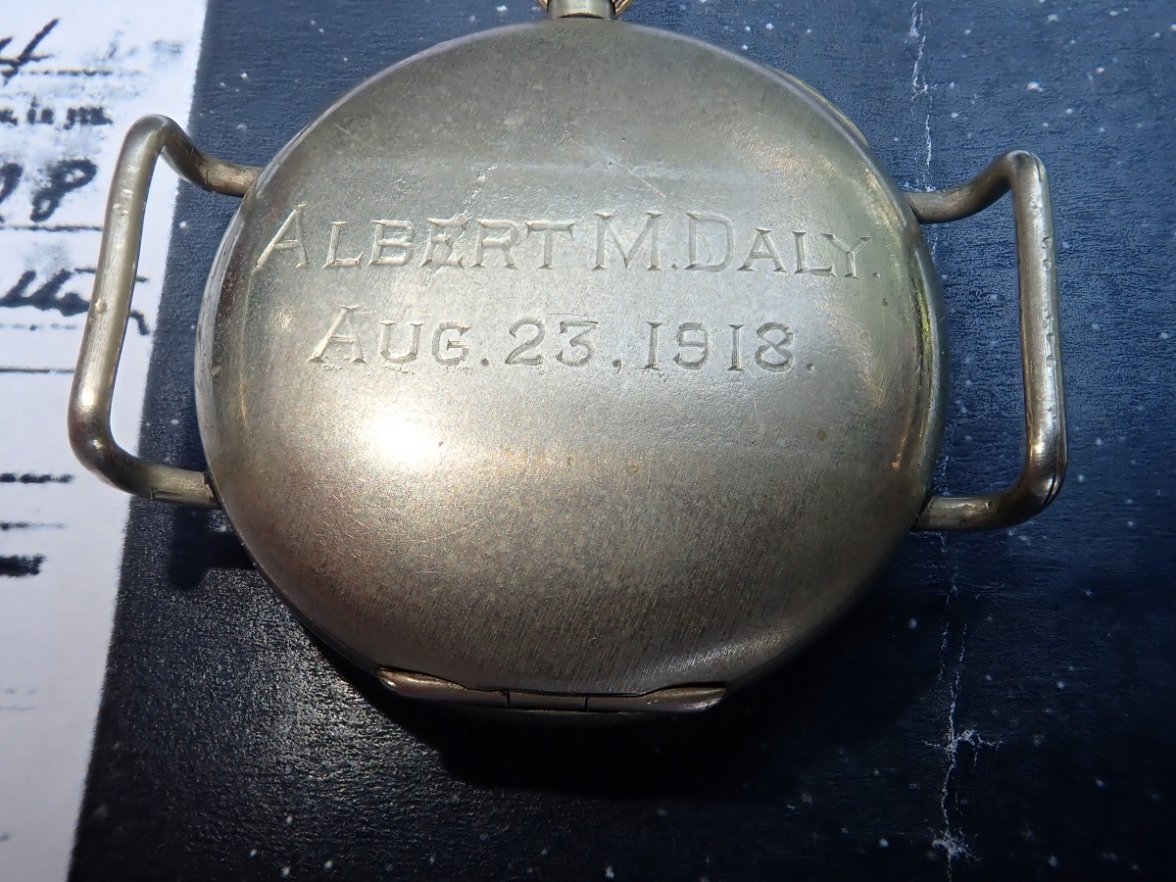 ALBERT M. DALY.
AUG. 23, 1918.